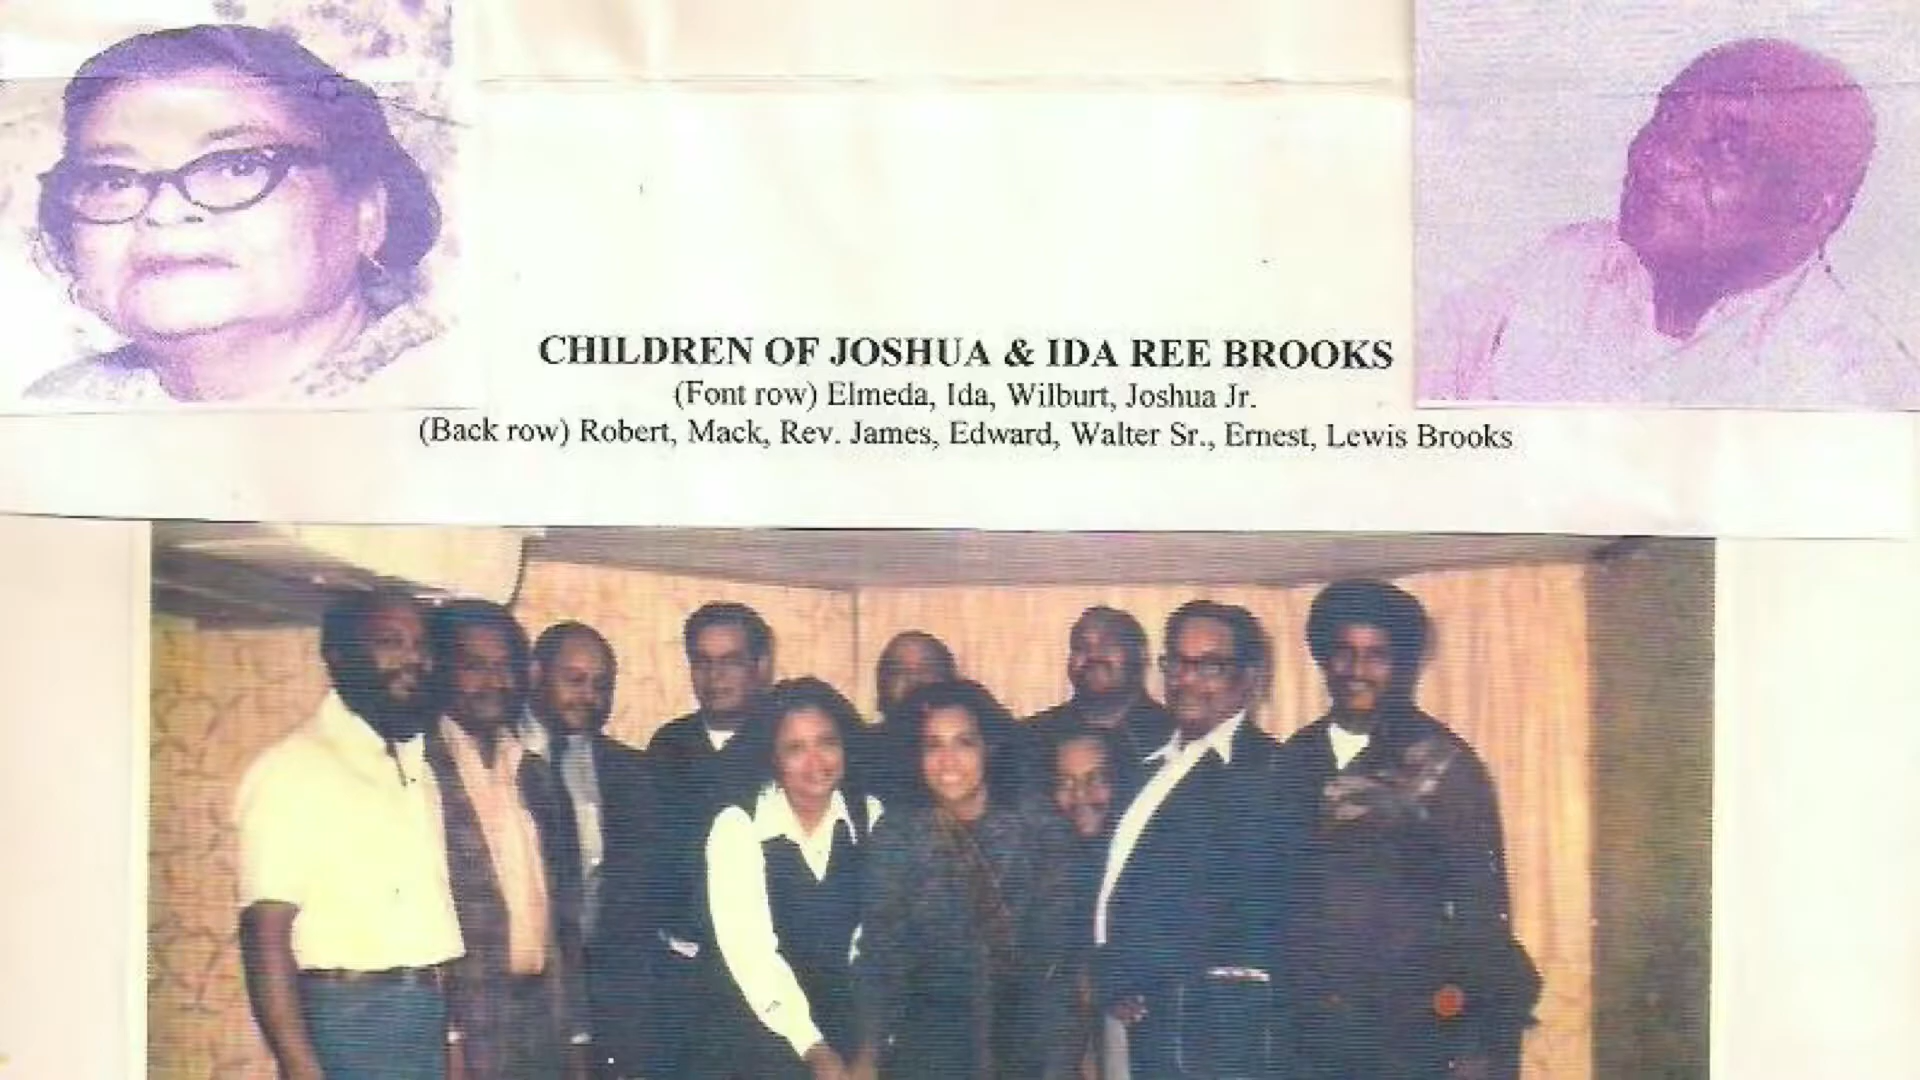 CHILDREN OF JOSHUA & IDA REE BROOKS
(Font row) Elmeda, Ida, Wilburt, Joshua Jr.
(Back row) Robert, Mack, Rev. James, Edward, Walter Sr., Ernest, Lewis Brooks